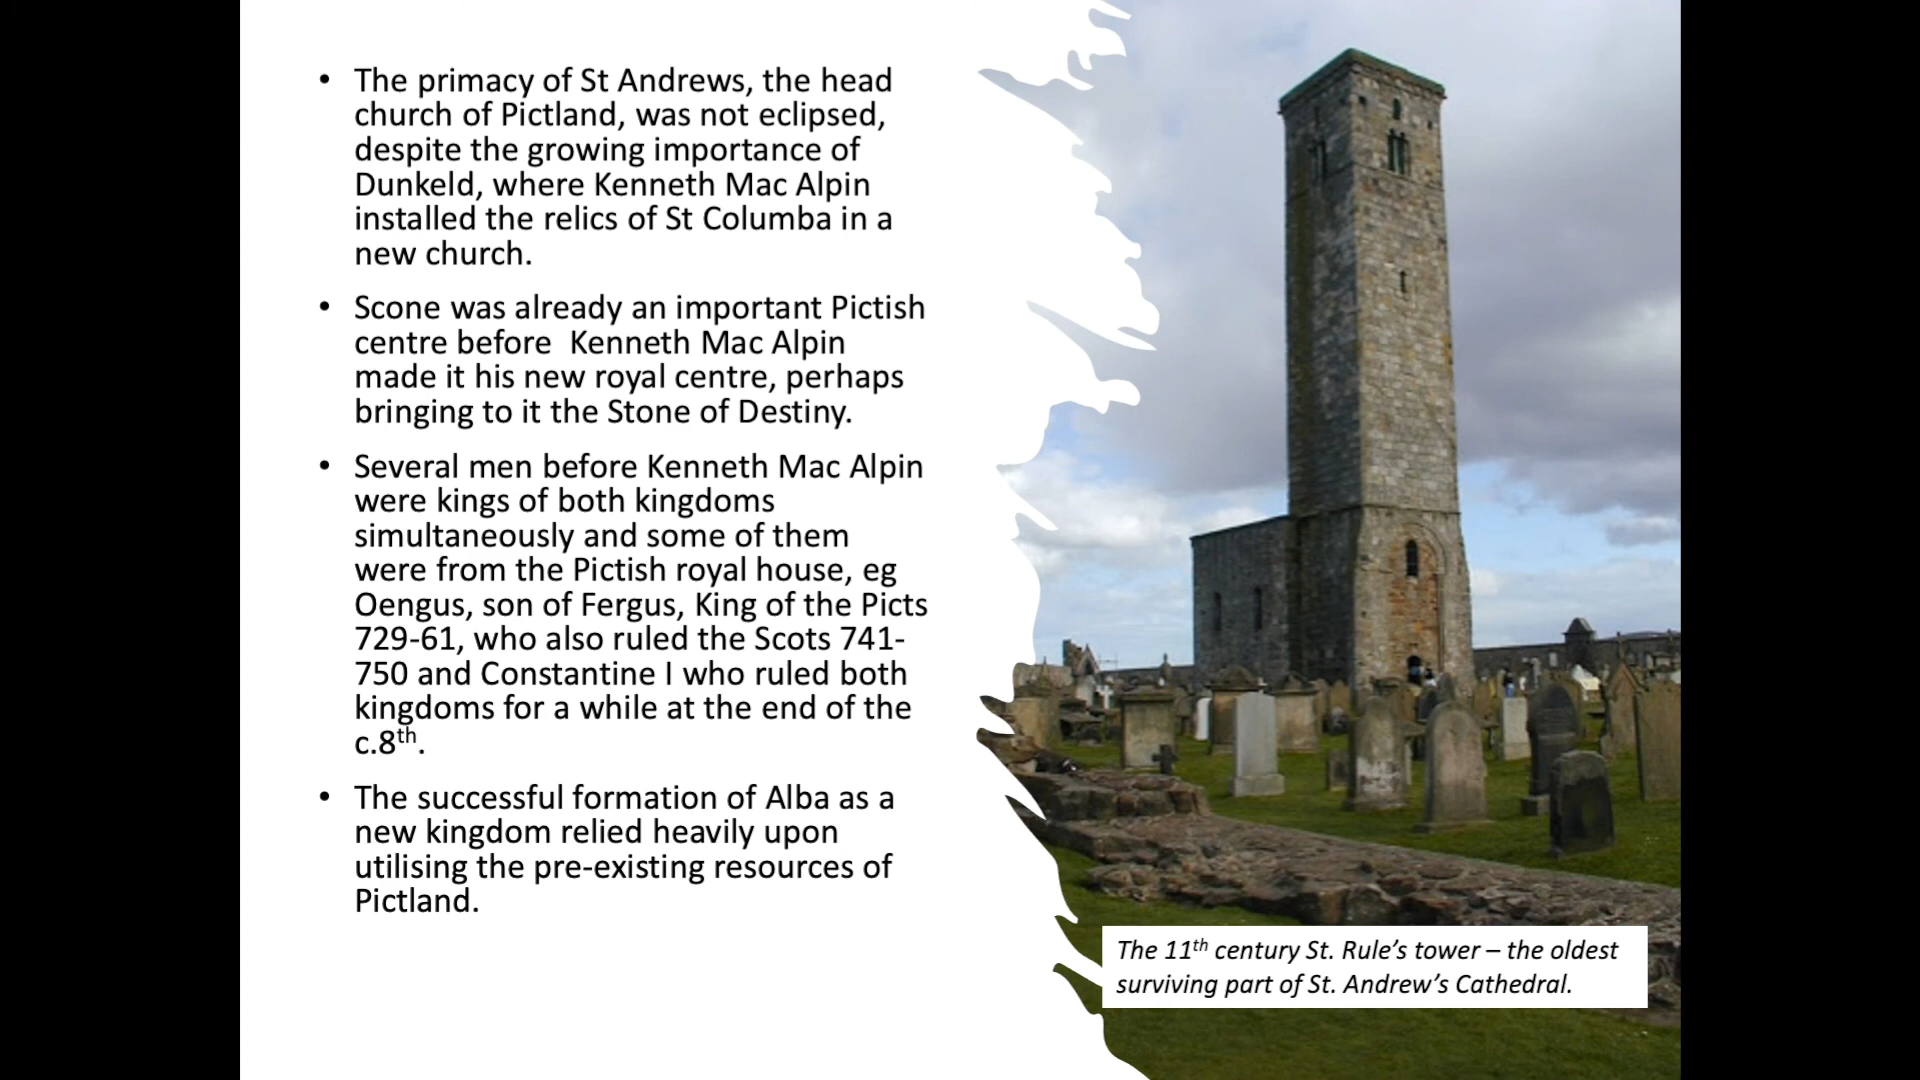 • The primacy of St Andrews, the head
church of Pictland, was not eclipsed,
despite the growing importance of
Dunkeld, where Kenneth Mac Alpin
installed the relics of St Columba in a
new church.
• Scone was already an important Pictish
centre before  Kenneth Mac Alpin
made it his new royal centre, perhaps
bringing to it the Stone of Destiny.
• Several men before Kenneth Mac Alpin
were kings of both kingdoms
simultaneously and some of them
were from the Pictish royal house, eg
Oengus, son of Fergus, King of the Picts
729-61, who also ruled the Scots 741-
750 and Constantine I who ruled both
kingdoms for a while at the end of the
c.8th.
• The successful formation of Alba as a
new kingdom relied heavily upon
utilising the pre-existing resources of
Pictland.
The 11th century St. Rule’s tower – the oldest
surviving part of St. Andrew’s Cathedral.